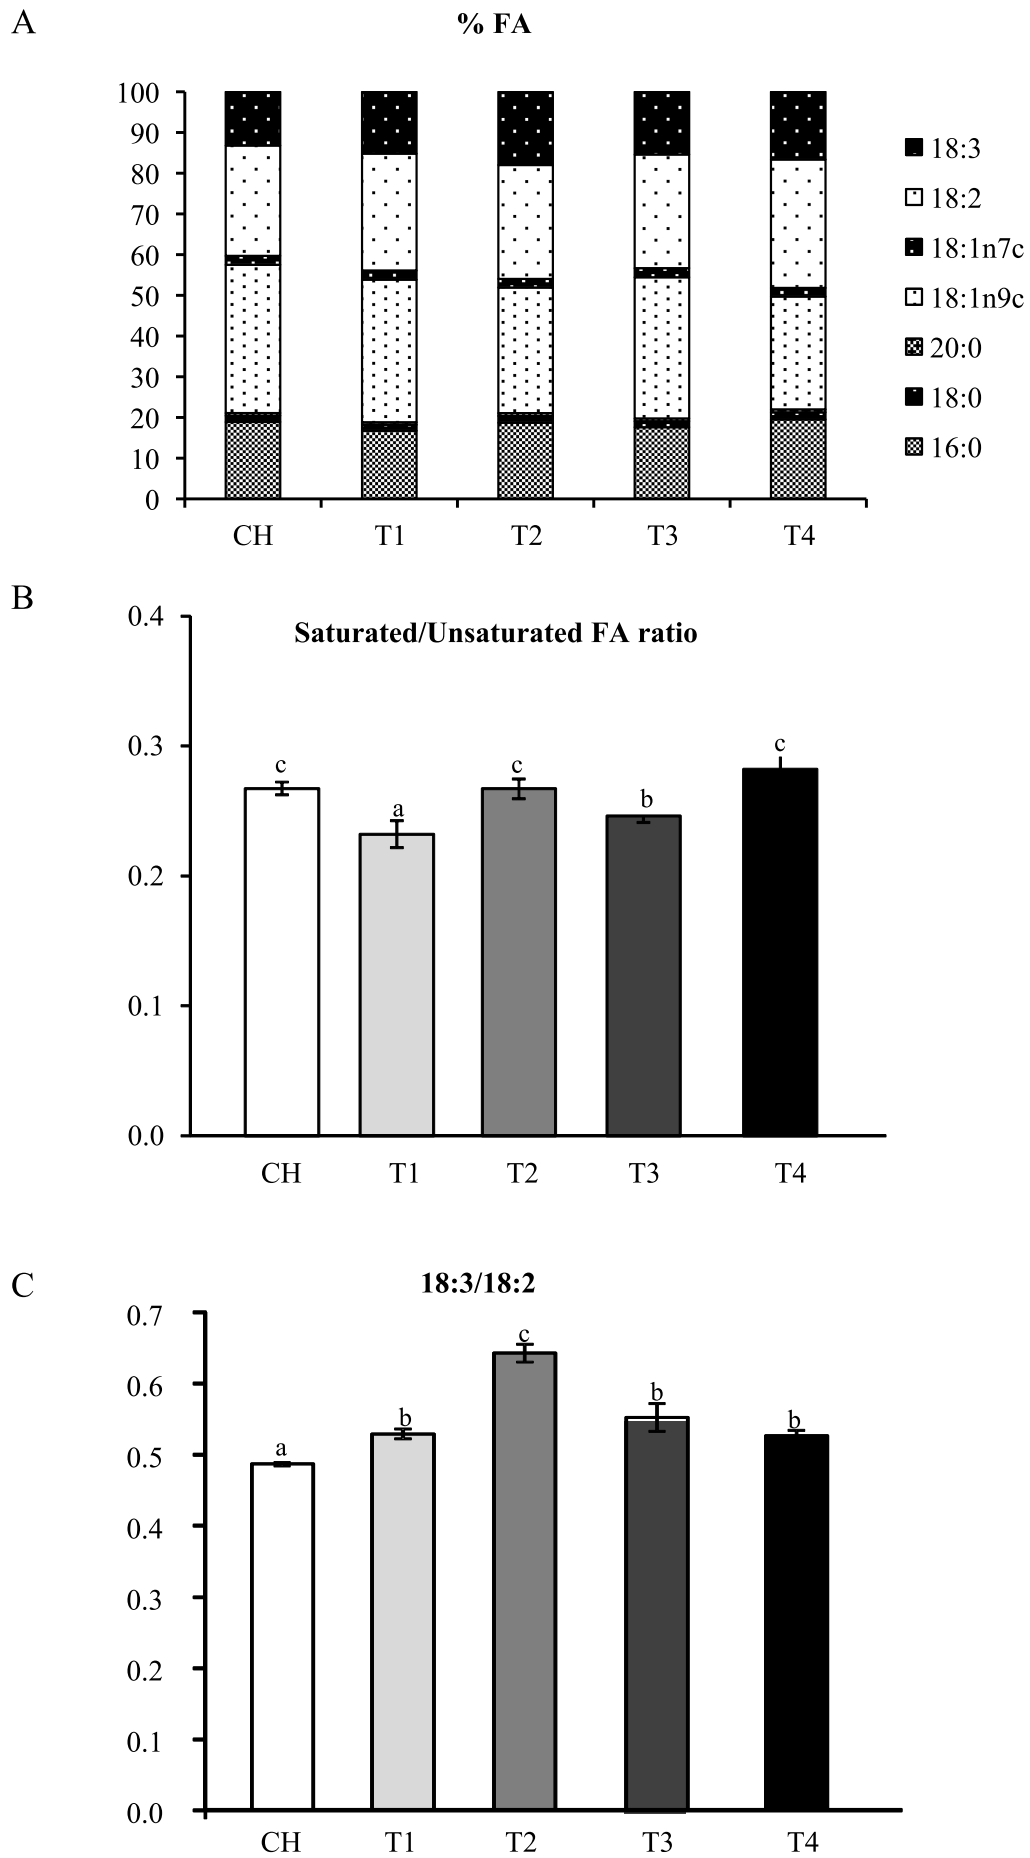 A
% FA
100
90
80
70
60
50
40
30
20
10
0
CH T1 T2 T3 T4
18:3
18:2
18:1n7c
18:1n9c
20:0
18:0
16:0
B
Saturated/Unsaturated FA ratio
0.4
0.3
0.2
0.1
0.0
c a c b c
CH T1 T2 T3 T4
C
18:3/18:2
0.7
0.6
0.5
0.4
0.3
0.2
0.1
0.0
a b c b b
CH T1 T2 T3 T4